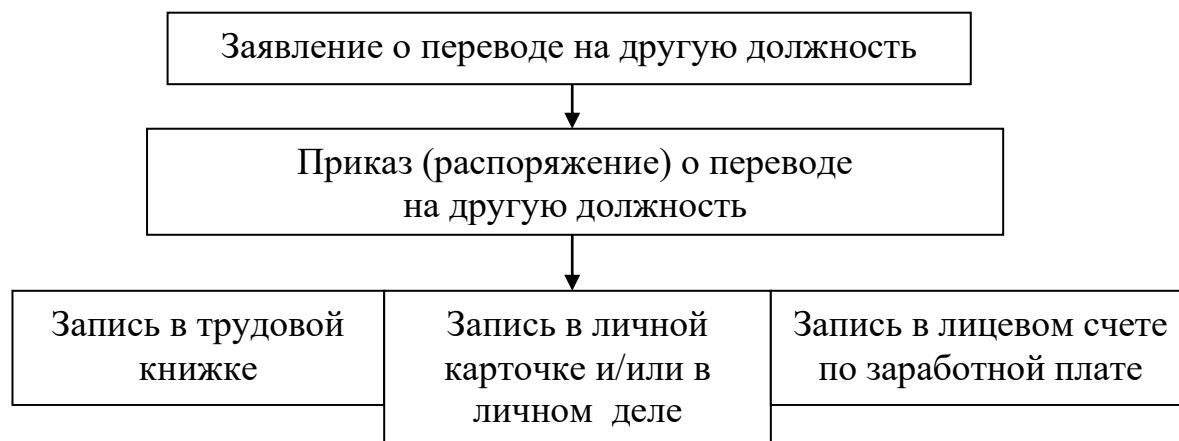 Заявление о переводе на другую должность
Приказ (распоряжение) о переводе
на другую должность
Запись в трудовой
книжке
Запись в личной
карточке и/или в
личном деле
Запись в лицевом счете
по заработной плате